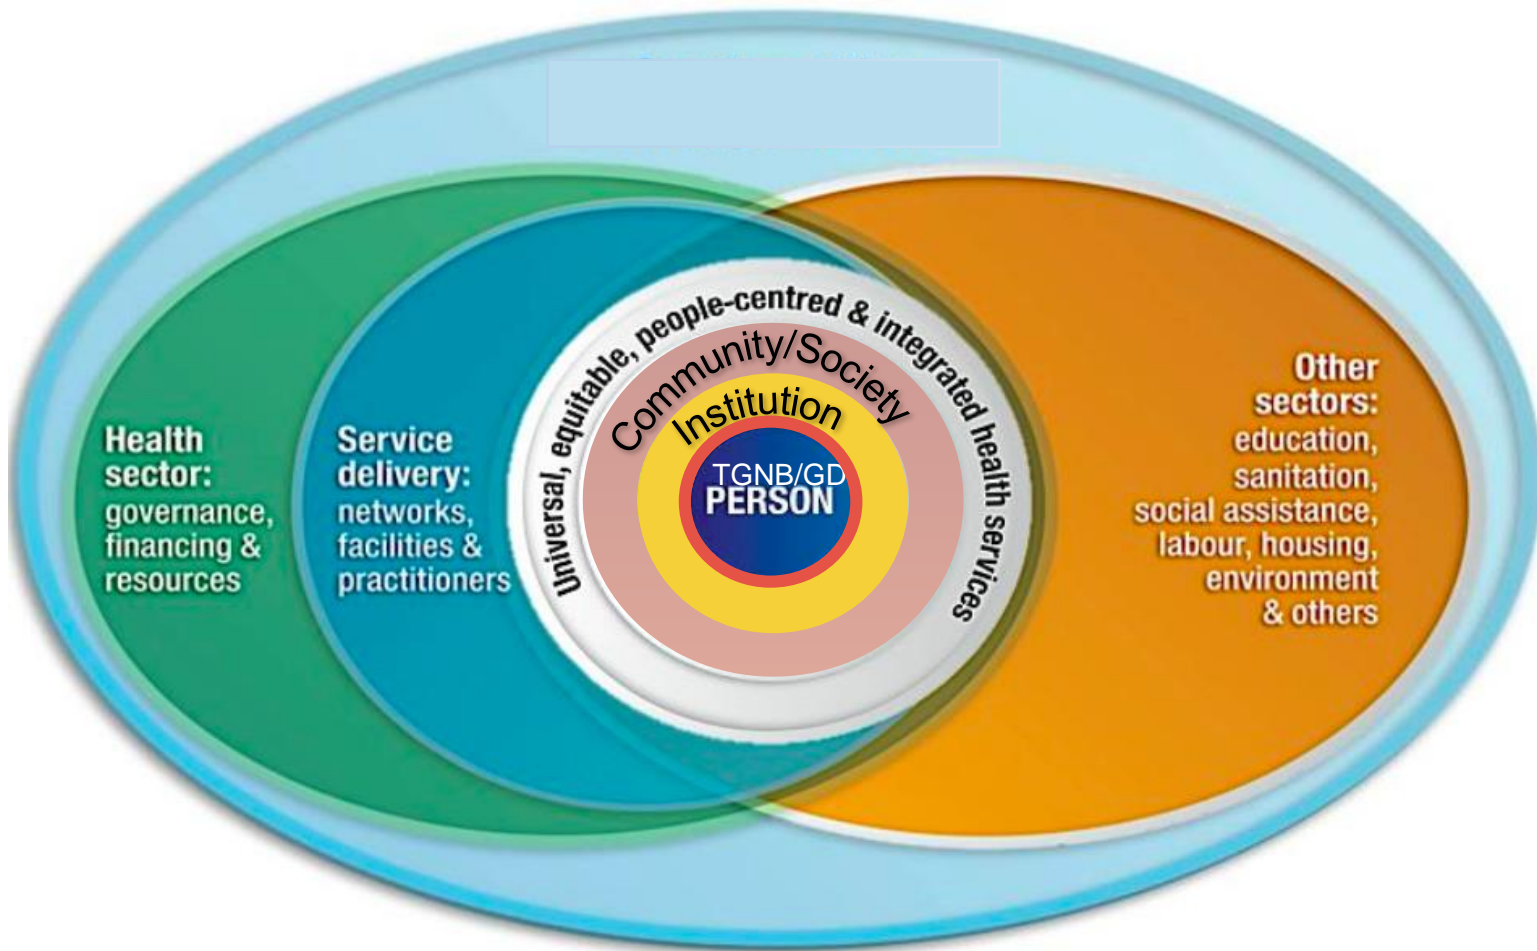 Health
sector:
governance,
financing &
resources
Service
delivery:
networks,
facilities &
practitioners
Universal, equitable, people-centred & integrated health services
Community/Society
Institution
TGNB/GD
PERSON
Other
sectors:
education,
sanitation,
social assistance,
labour, housing,
environment
& others